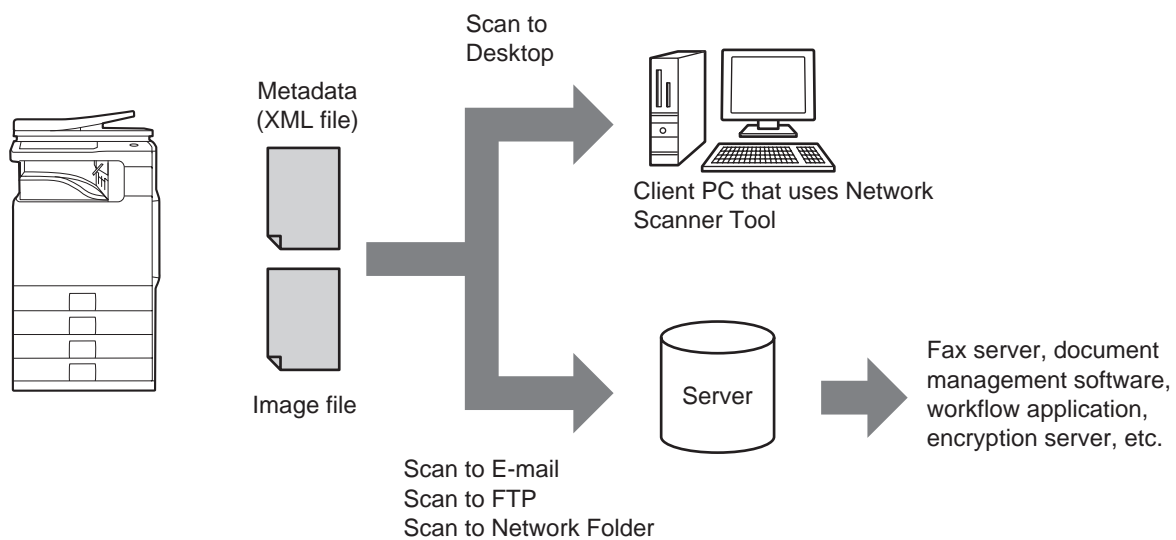 Scan to
Desktop
Metadata
(XML file)
Client PC that uses Network
Scanner Tool
Image file
Server
Fax server, document
management software,
workflow application,
encryption server, etc.
Scan to E-mail
Scan to FTP
Scan to Network Folder